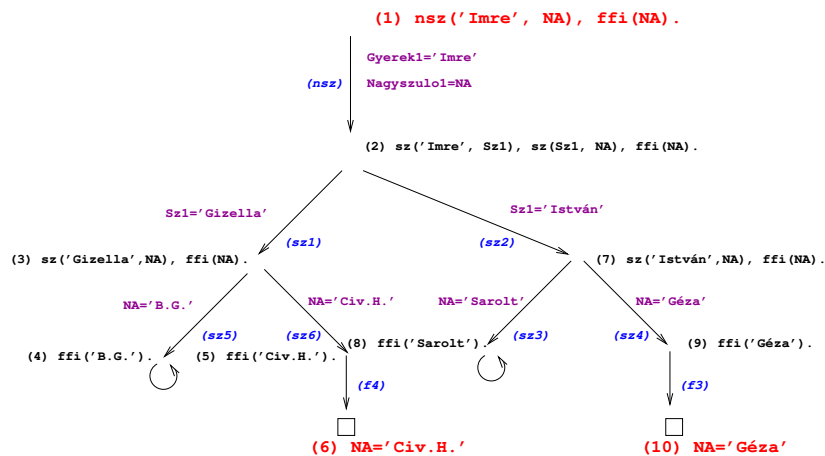 (1) nsz('Imre', NA), ffi(NA).
Gyerek1='Imre'
(nsz) Nagyszulo1=NA
(2) sz('Imre', Sz1), sz(Sz1, NA), ffi(NA).
Sz1='Gizella' Sz1='István'
(sz1) (sz2)
(3) sz('Gizella',NA), ffi(NA). (7) sz('István',NA), ffi(NA).
NA='B.G.' NA='Civ.H.' NA='Sarolt' NA='Géza'
(sz5) (sz6) (sz3) (sz4)
(8) ffi('Sarolt'). (9) ffi('Géza').
(4) ffi('B.G.'). (5) ffi('Civ.H.').
(f4) (f3)
(6) NA='Civ.H.' (10) NA='Géza'